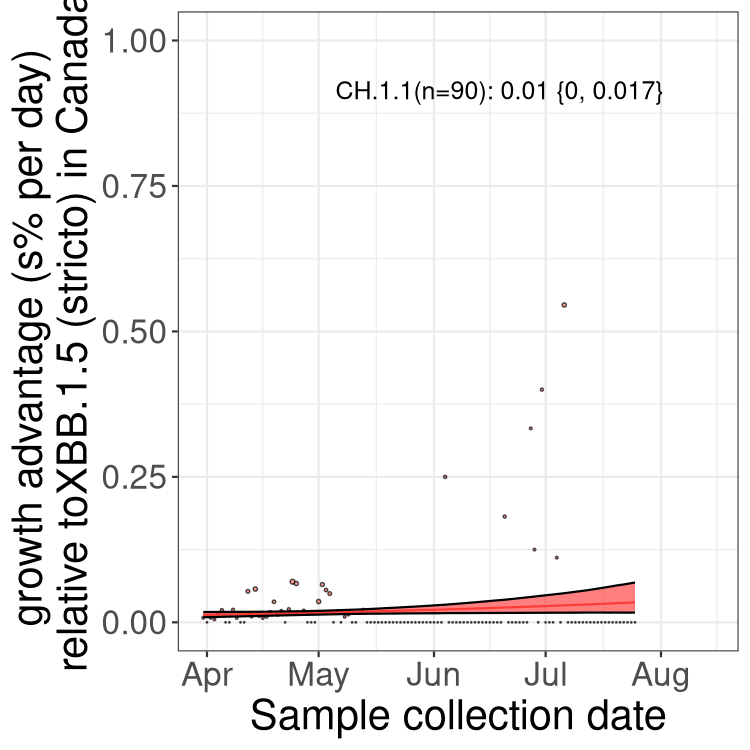 growth advantage (s% per day)
relative toXBB.1.5 (stricto) in Canada
1.00
0.75
0.50
0.25
0.00
CH.1.1(n=90): 0.01 {0, 0.017}
Apr May Jun Jul Aug
Sample collection date